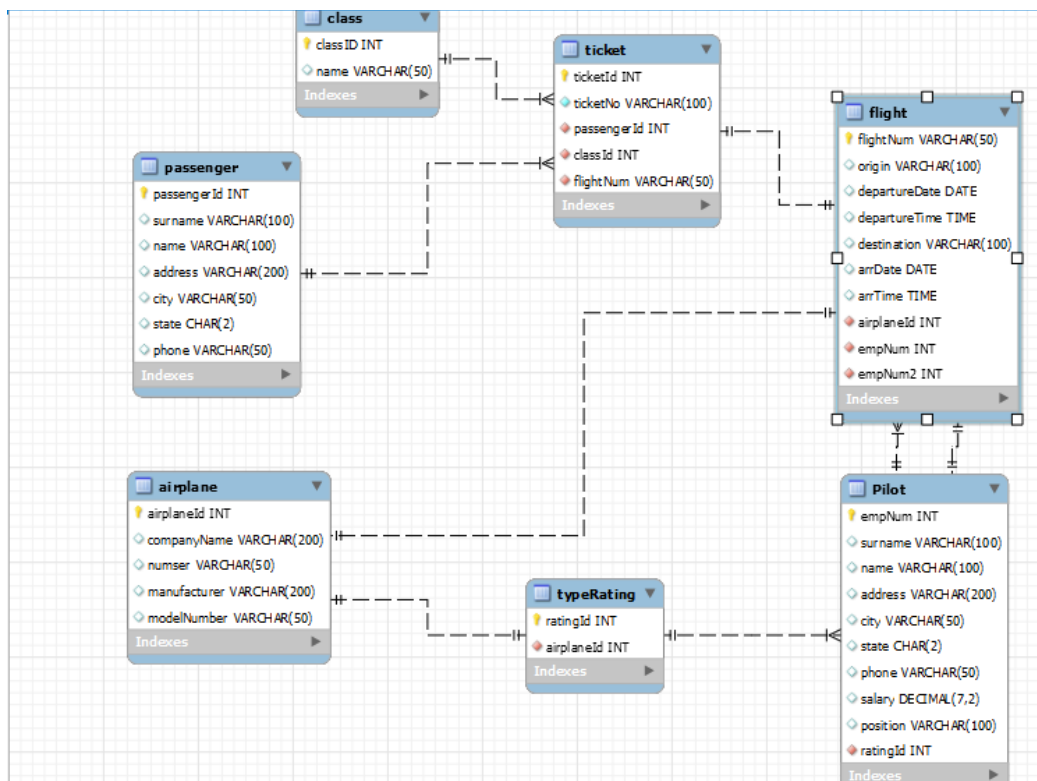 class
classID INT
name VARCHAR(50)
Indexes
ticket
ticketId INT
ticketNo VARCHAR(100)
passengerId INT
classId INT
flightNum VARCHAR(50)
Indexes
flight
flightNum VARCHAR(50)
origin VARCHAR(100)
departureDate DATE
departureTime TIME
destination VARCHAR(100)
arrDate DATE
arrTime TIME
airplaneId INT
empNum INT
empNum2 INT
Indexes
passenger
passengerId INT
surname VARCHAR(100)
name VARCHAR(100)
address VARCHAR(200)
city VARCHAR(50)
state CHAR(2)
phone VARCHAR(50)
Indexes
airplane
airplaneId INT
companyName VARCHAR(200)
numser VARCHAR(50)
manufacturer VARCHAR(200)
modelNumber VARCHAR(50)
Indexes
typeRating
ratingId INT
airplaneId INT
Indexes
Pilot
empNum INT
surname VARCHAR(100)
name VARCHAR(100)
address VARCHAR(200)
city VARCHAR(50)
state CHAR(2)
phone VARCHAR(50)
salary DECIMAL(7,2)
position VARCHAR(100)
ratingId INT
Indexes